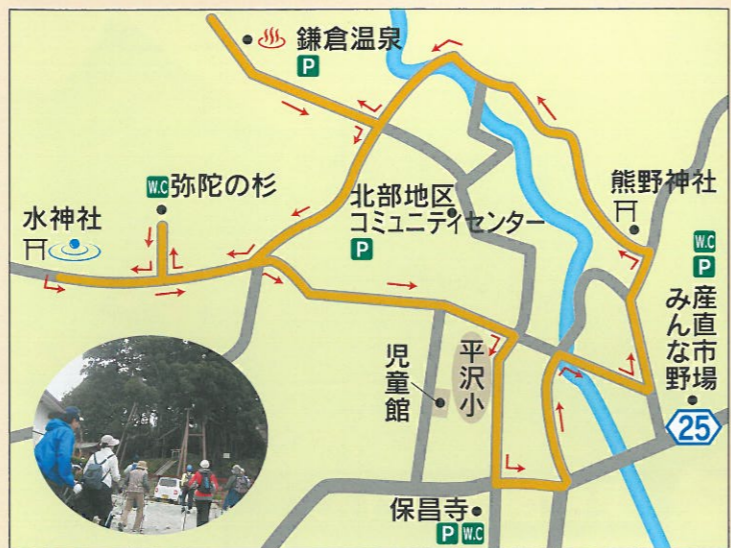 鎌倉温泉
P
W.C
弥陀の杉
水神社
北部地区
コミュニティセンター
P
熊野神社
W.C
P
産直市場
みんな野
25
児童館
平沢小
保昌寺
P
W.C